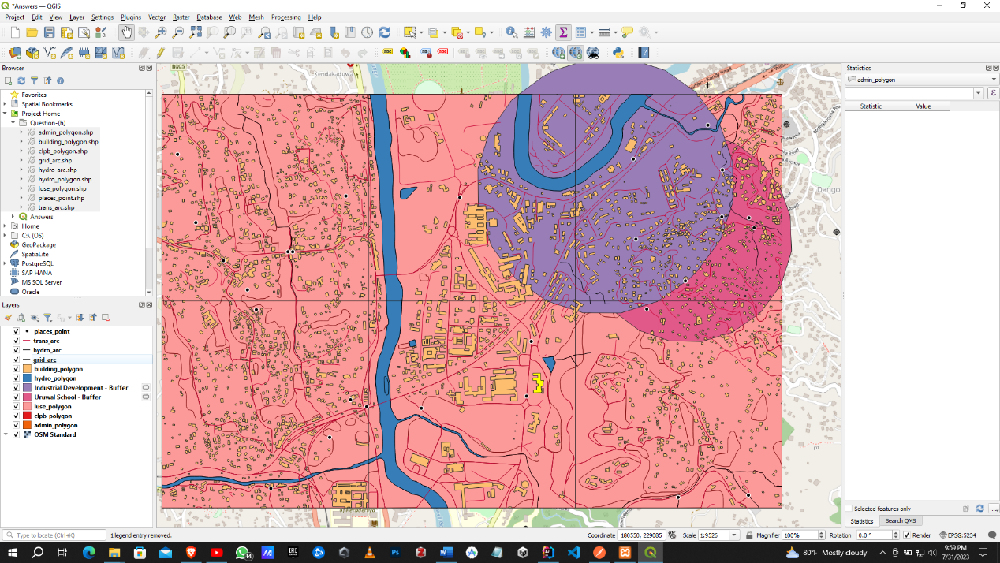 *Answers — QGIS
Project Edit View Layer Settings Plugins Vector Raster Database Web Mesh Processing Help
Browser
Favorites
Spatial Bookmarks
Project Home
Question-(h)
admin_polygon.shp
building_polygon.shp
clpb_polygon.shp
grid_arc.shp
hydro_arc.shp
hydro_polygon.shp
luse_polygon.shp
places_point.shp
trans_arc.shp
Answers
Home
C:\ (OS)
GeoPackage
SpatiaLite
PostgreSQL
SAP HANA
MS SQL Server
Oracle
Layers
places_point
trans_arc
hydro_arc
grid_arc
building_polygon
hydro_polygon
Industrial Development - Buffer
Uruwal School - Buffer
luse_polygon
clpb_polygon
admin_polygon
OSM Standard
B005
Kendakaduwa
Dangol
Statistics
admin_polygon
Statistic Value
Selected features only
Statistics Search QMS
Type to locate (Ctrl+K)
1 legend entry removed.
Coordinate 180550, 229085
Scale 1:9526
Magnifier 100%
Rotation 0.0 °
Render
EPSG:5234
14
80°F Mostly cloudy
9:59 PM
7/31/2023